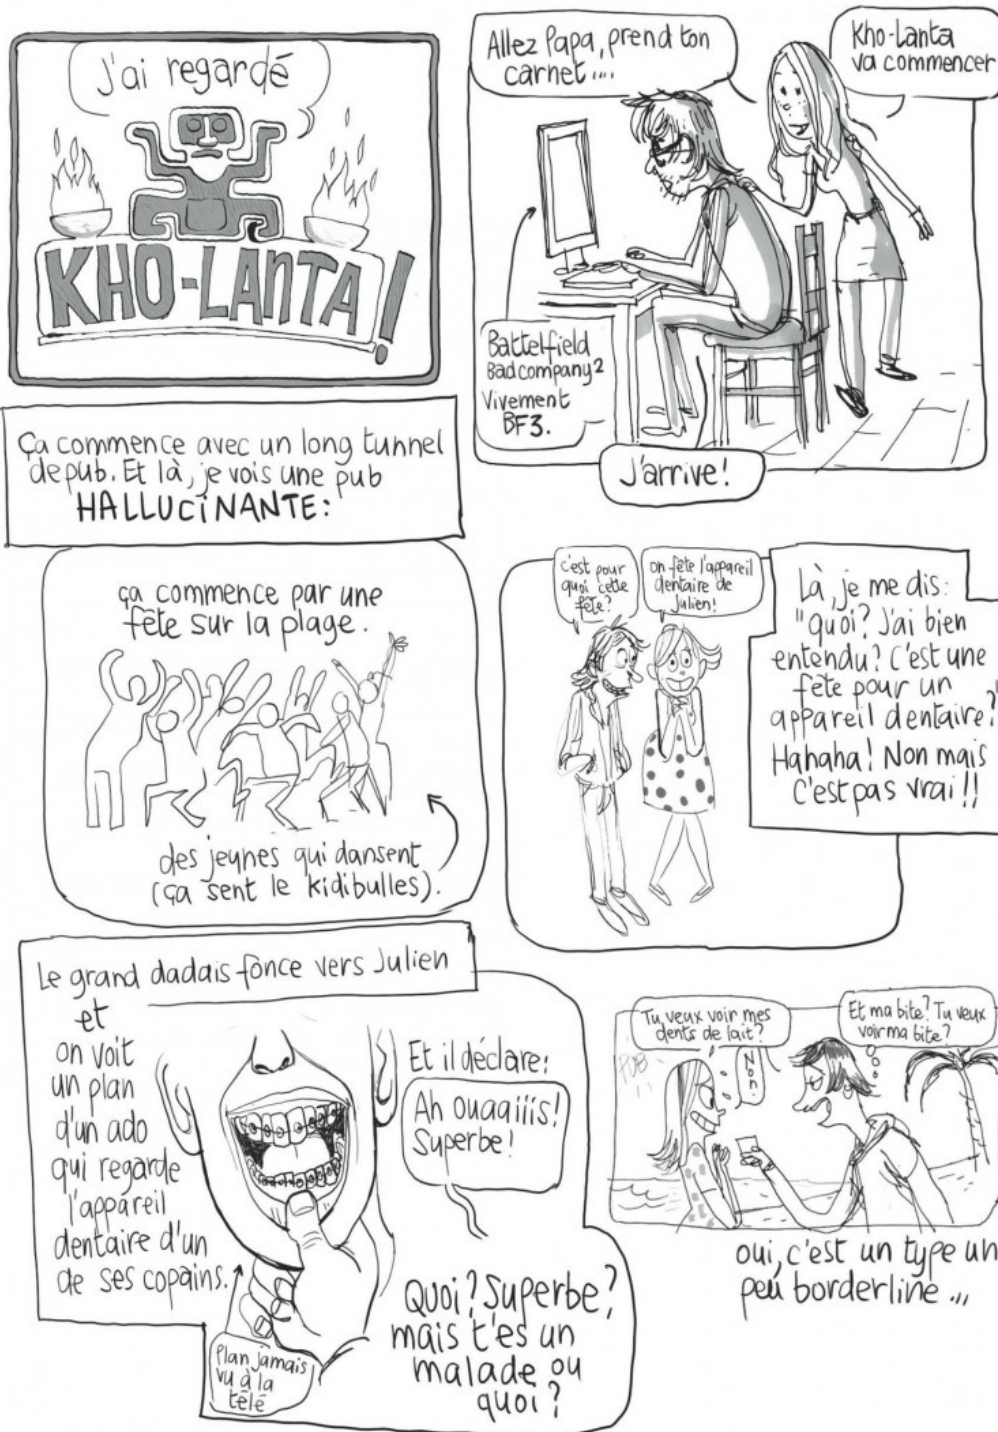 J'ai regardé
KHO-LANTA!
Allez Papa, prend ton
carnet....
Kho-Lanta
va commencer
Battelfield
Badcompany2
Vivement
BF3.
J'arrive!
Ça commence avec un long tunnel
de pub. Et là, je vois une pub
HALLUCiNANTE:
ça commence par une
fête sur la plage.
des jeunes qui dansent
(ça sent le kidibulles).
c'est pour
quoi cette
fête?
on fête l'appareil
dentaire de
Julien!
Là, je me dis:
"quoi? J'ai bien
entendu? C'est une
fête pour un
appareil dentaire?"
Hahaha! Non mais
C'est pas vrai!!
Le grand dadais fonce vers Julien
et
on voit
un plan
d'un ado
qui regarde
l'appareil
dentaire d'un
de ses copains.
Plan jamais
vu à la
télé
Et il déclare:
Ah ouaaiiis!
Superbe!
Quoi? Superbe?
mais t'es un
malade ou
quoi?
Tu veux voir mes
dents de lait?
Non.
Et ma bite? Tu veux
voir ma bite?
PUB
oui, c'est un type un
peu borderline...